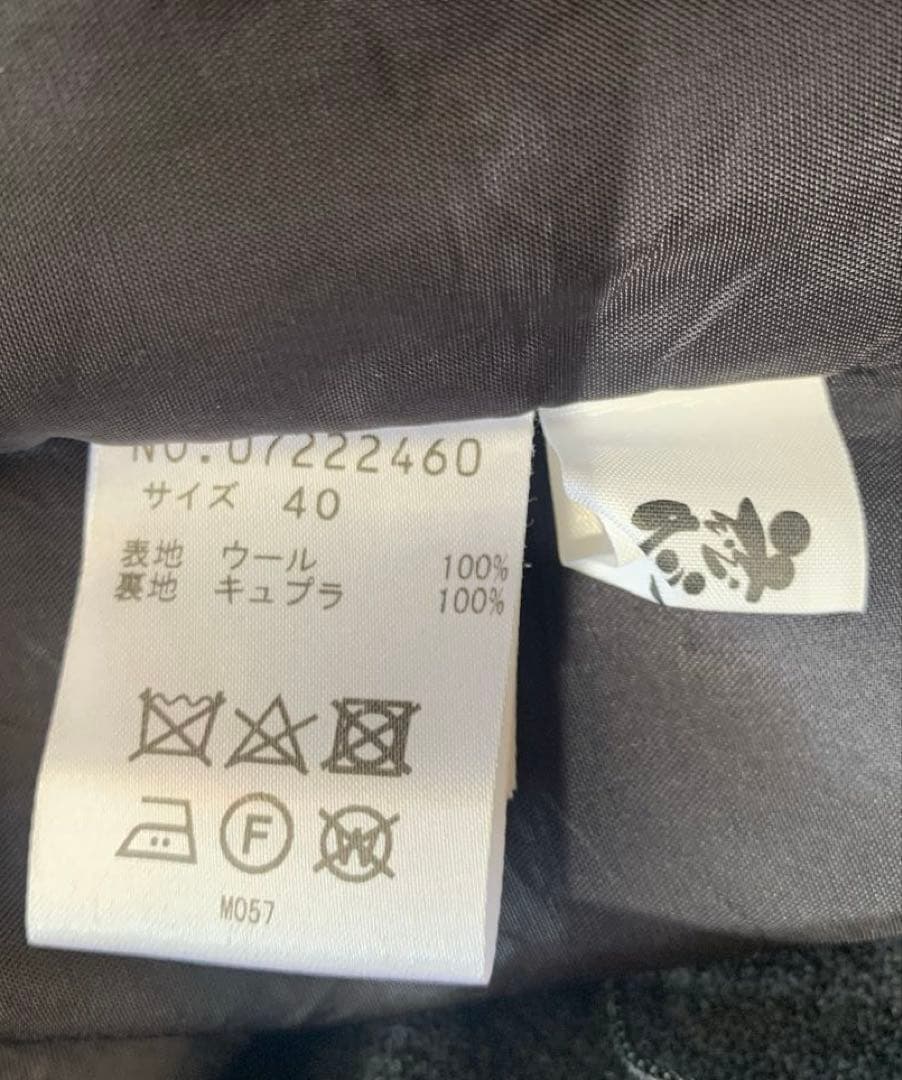 NO.07222460
サイズ 40
表地 ウール 100%
裏地 キュプラ 100%
F
W
M057